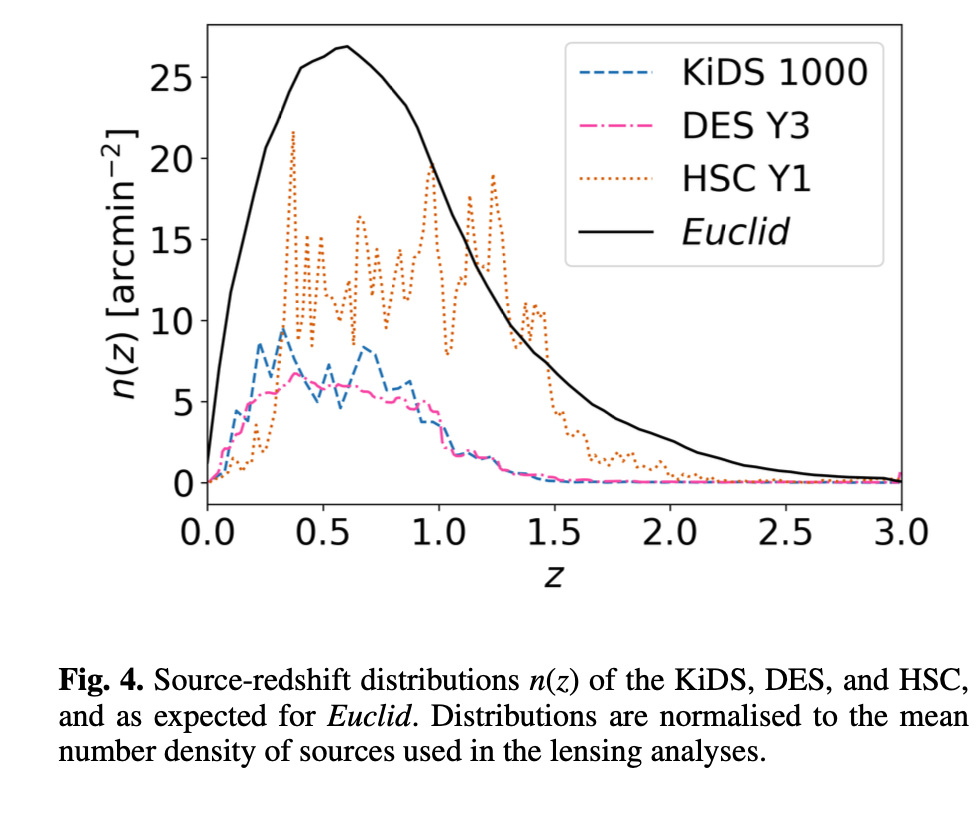 25
20
15
10
5
0
n(z) [arcmin⁻²]
KiDS 1000
DES Y3
HSC Y1
Euclid
0.0 0.5 1.0 1.5 2.0 2.5 3.0
z
Fig. 4. Source-redshift distributions n(z) of the KiDS, DES, and HSC,
and as expected for Euclid. Distributions are normalised to the mean
number density of sources used in the lensing analyses.